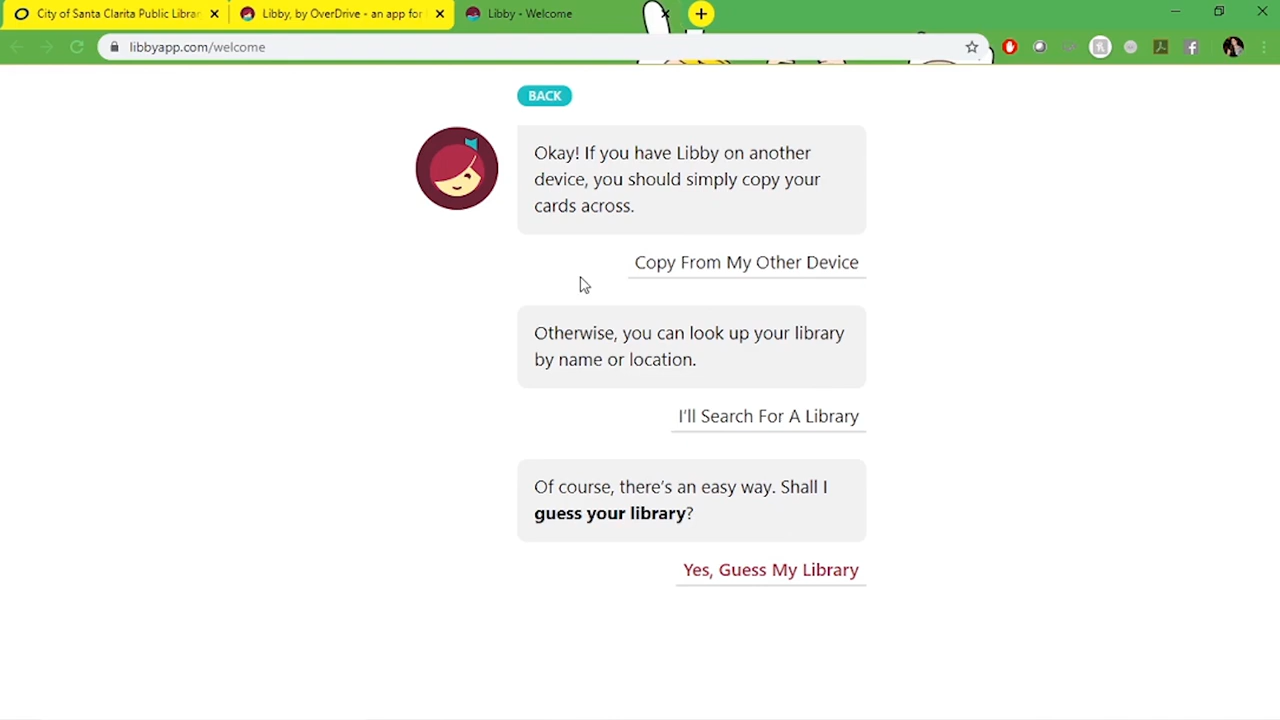 City of Santa Clarita Public Librar
Libby, by OverDrive - an app for
Libby - Welcome
libbyapp.com/welcome
BACK
Okay! If you have Libby on another
device, you should simply copy your
cards across.
Copy From My Other Device
Otherwise, you can look up your library
by name or location.
I'll Search For A Library
Of course, there's an easy way. Shall I
guess your library?
Yes, Guess My Library